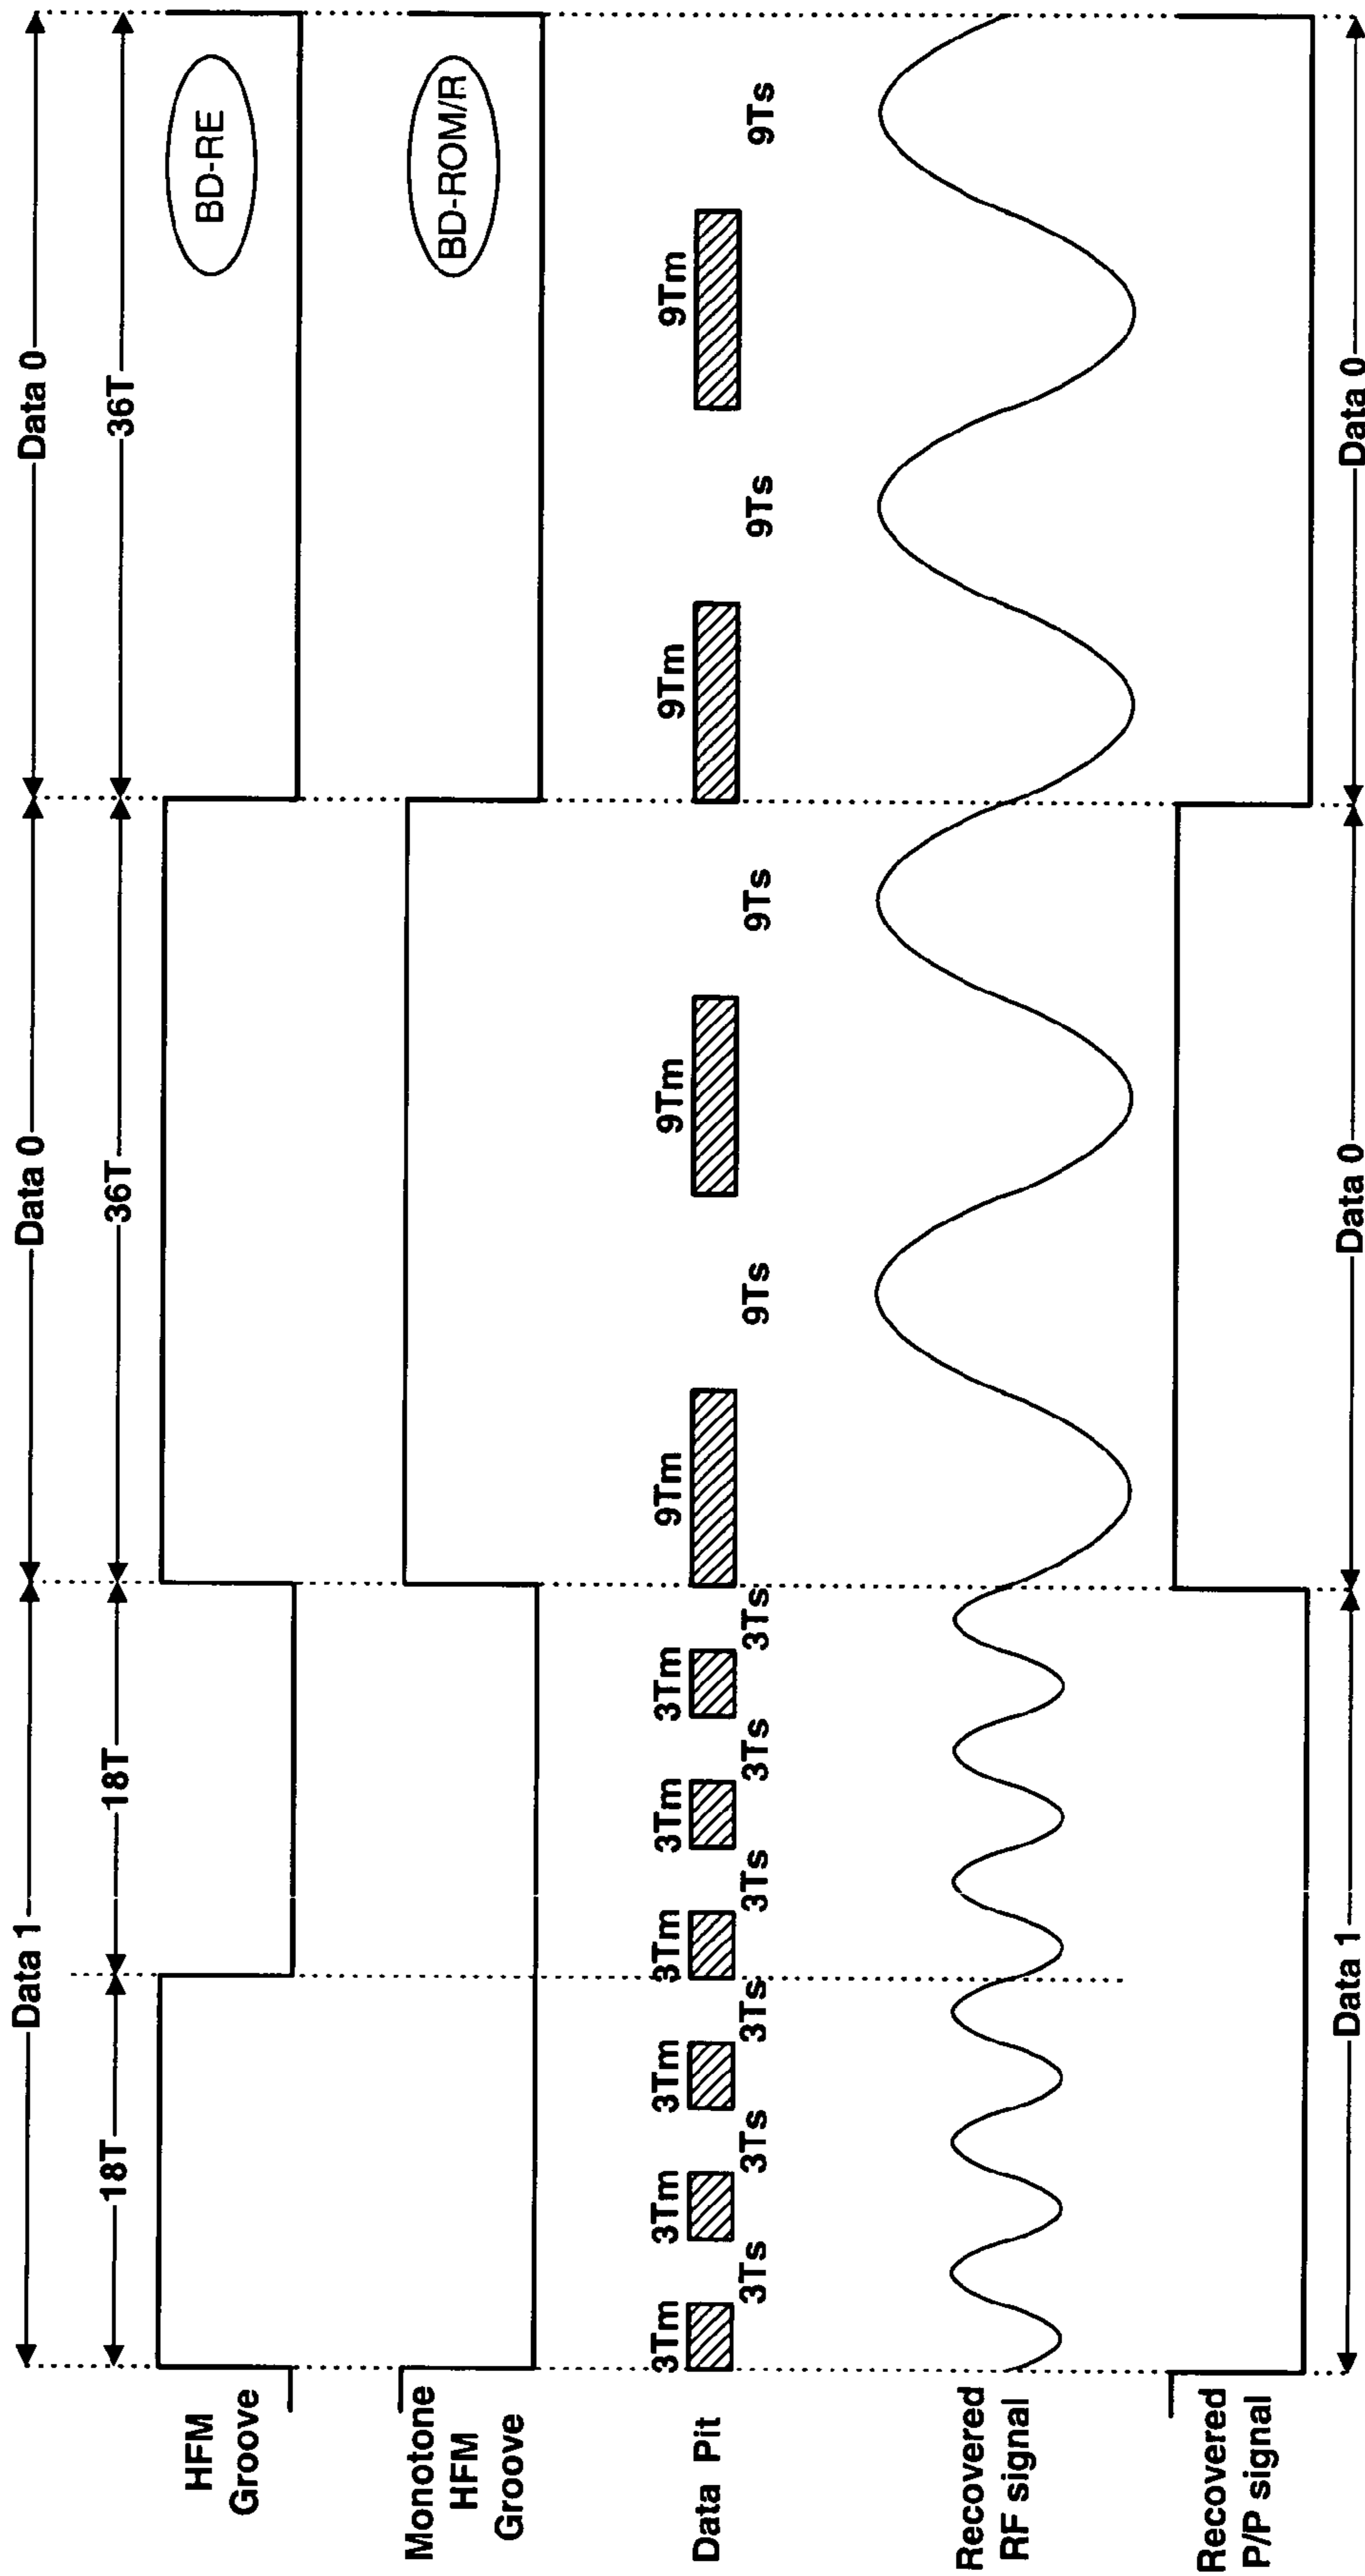 Data 1
Data 0
Data 0
18T
18T
36T
36T
HFM
Groove
BD-RE
Monotone
HFM
Groove
BD-ROM/R
Data Pit
3Tm
3Tm
3Tm
3Tm
3Tm
3Tm
9Tm
9Tm
9Tm
9Tm
3Ts
3Ts
3Ts
3Ts
3Ts
3Ts
9Ts
9Ts
9Ts
9Ts
Recovered
RF signal
Recovered
P/P signal
Data 1
Data 0
Data 0